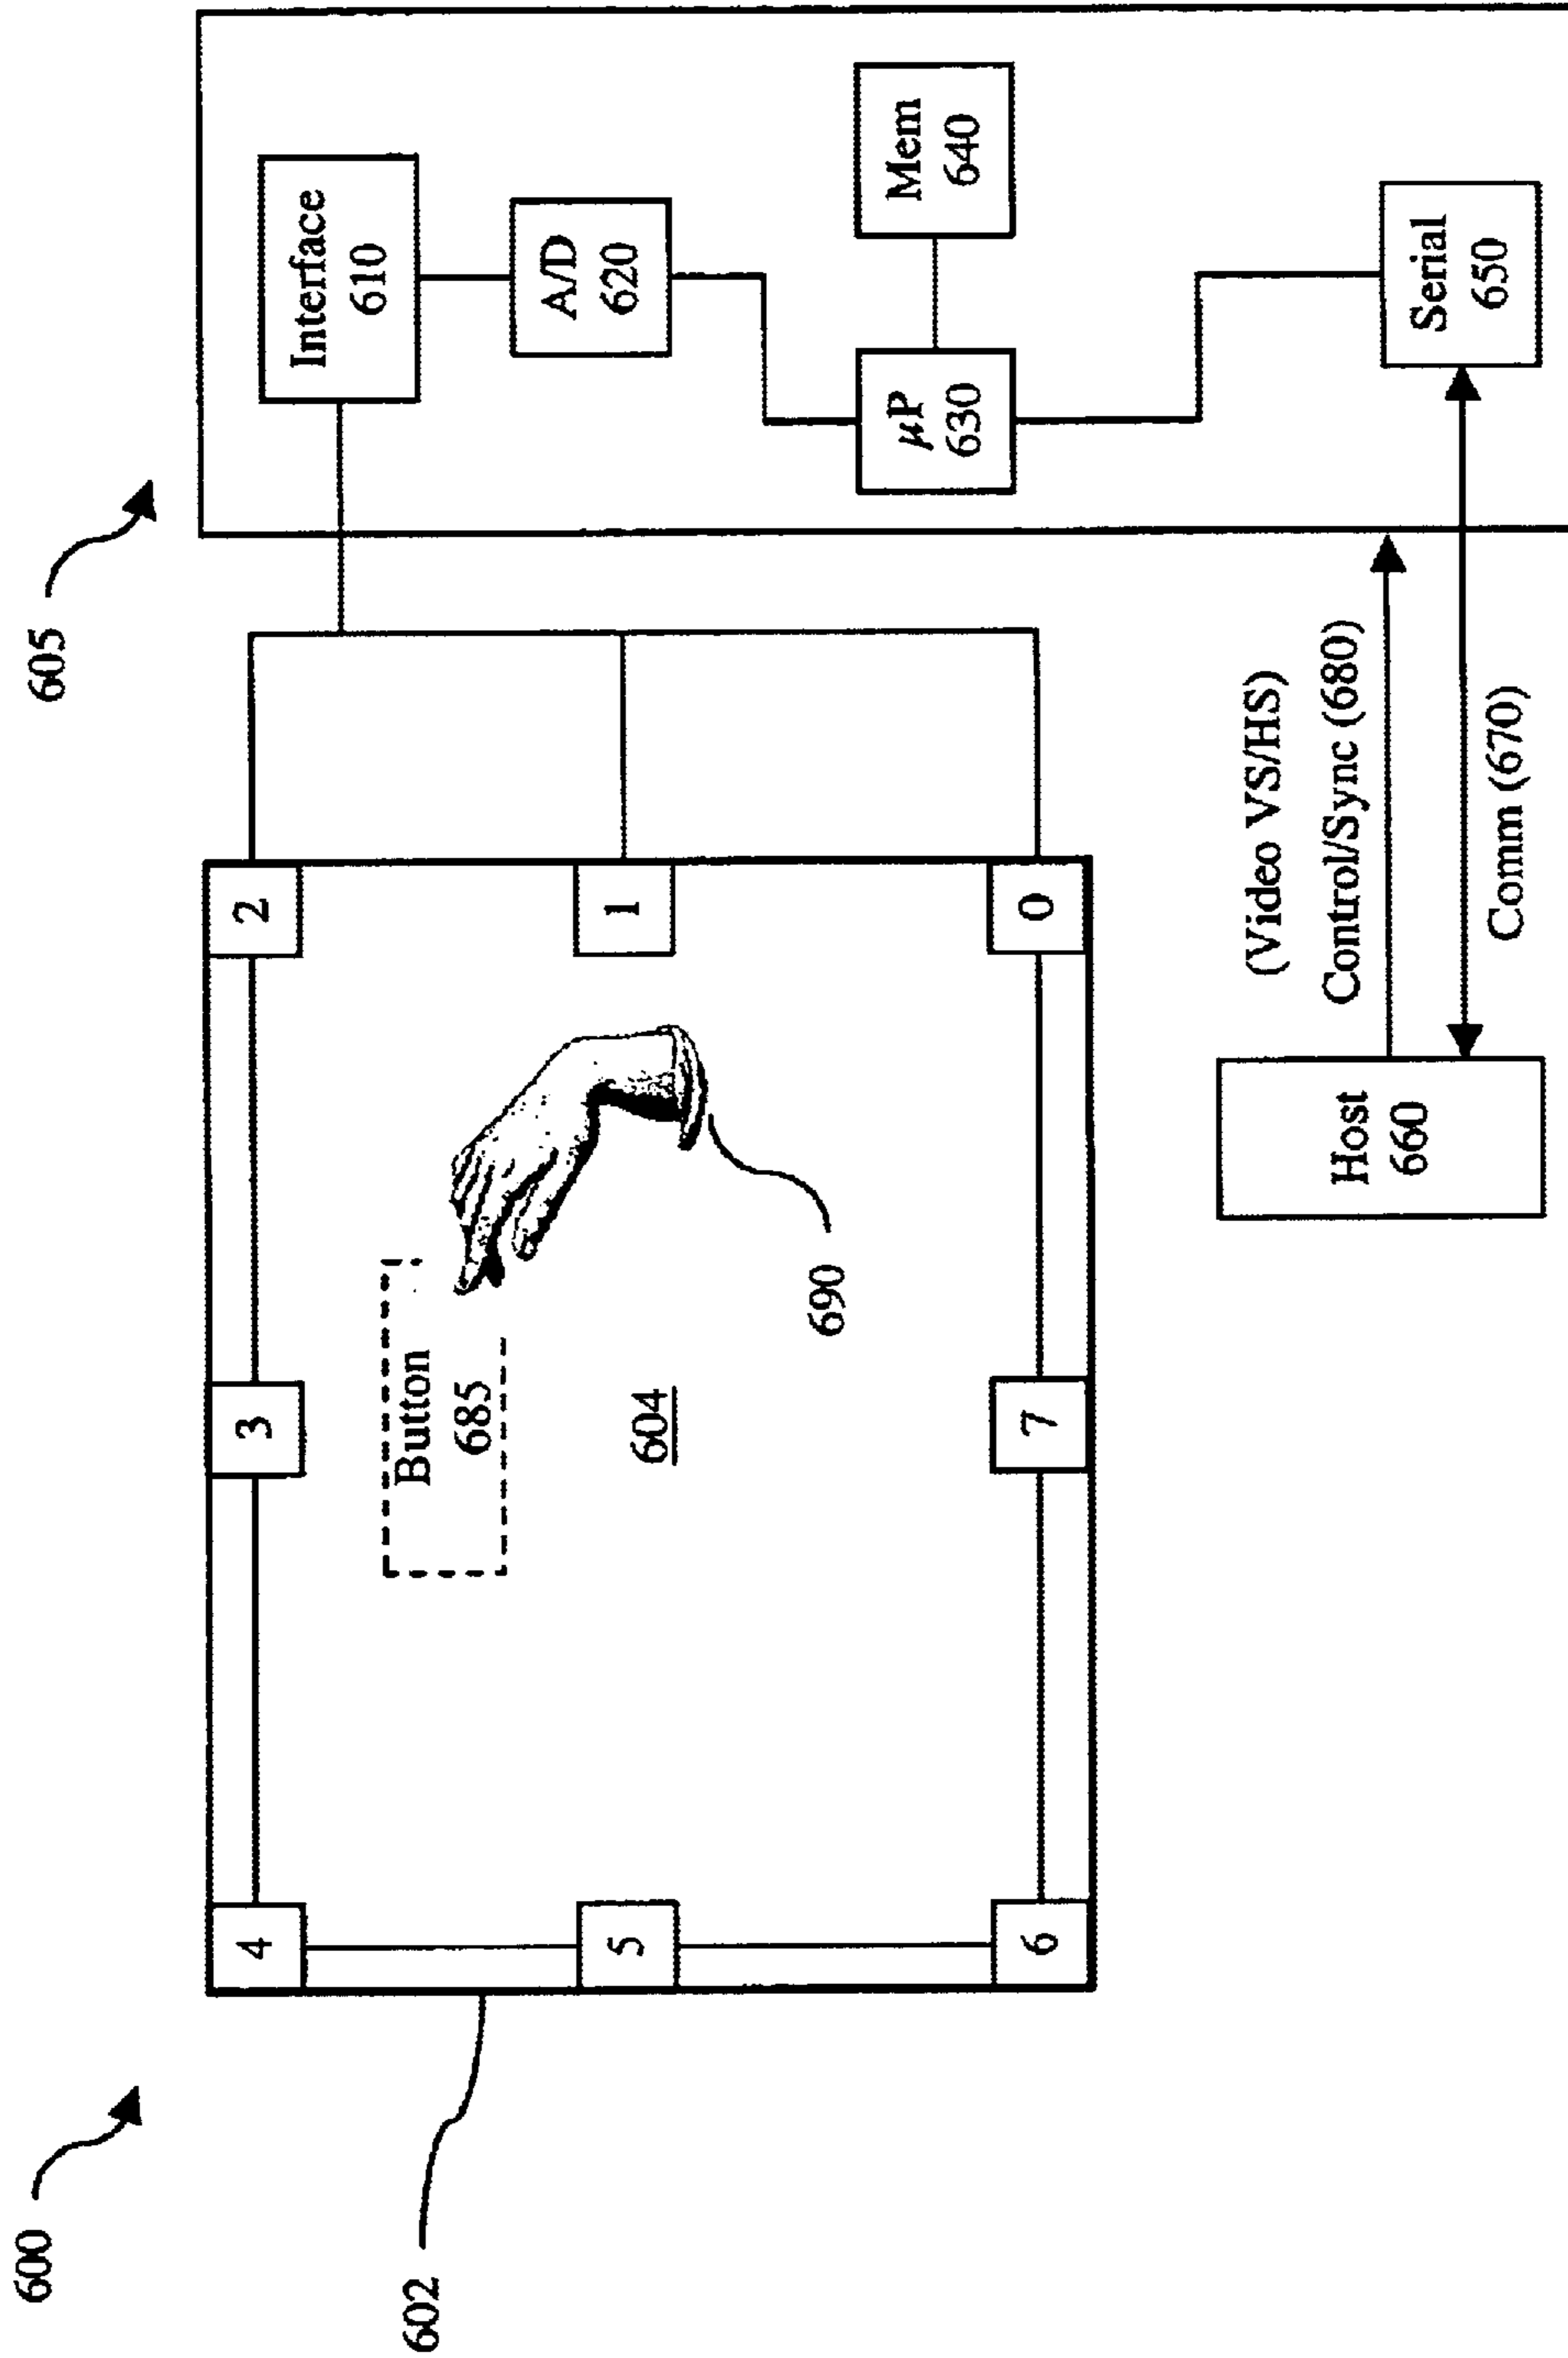 600
602
605
4
3
2
5
1
6
7
0
Button
685
604
690
Interface
610
A/D
620
μP
630
Mem
640
Serial
650
Host
660
(Video VS/HS)
Control/Sync (680)
Comm (670)